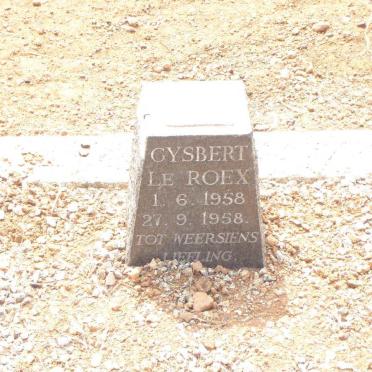 GYSBERT
LE ROEX
1. 6. 1958
27. 9. 1958.
TOT WEERSIENS
LIEFLING.